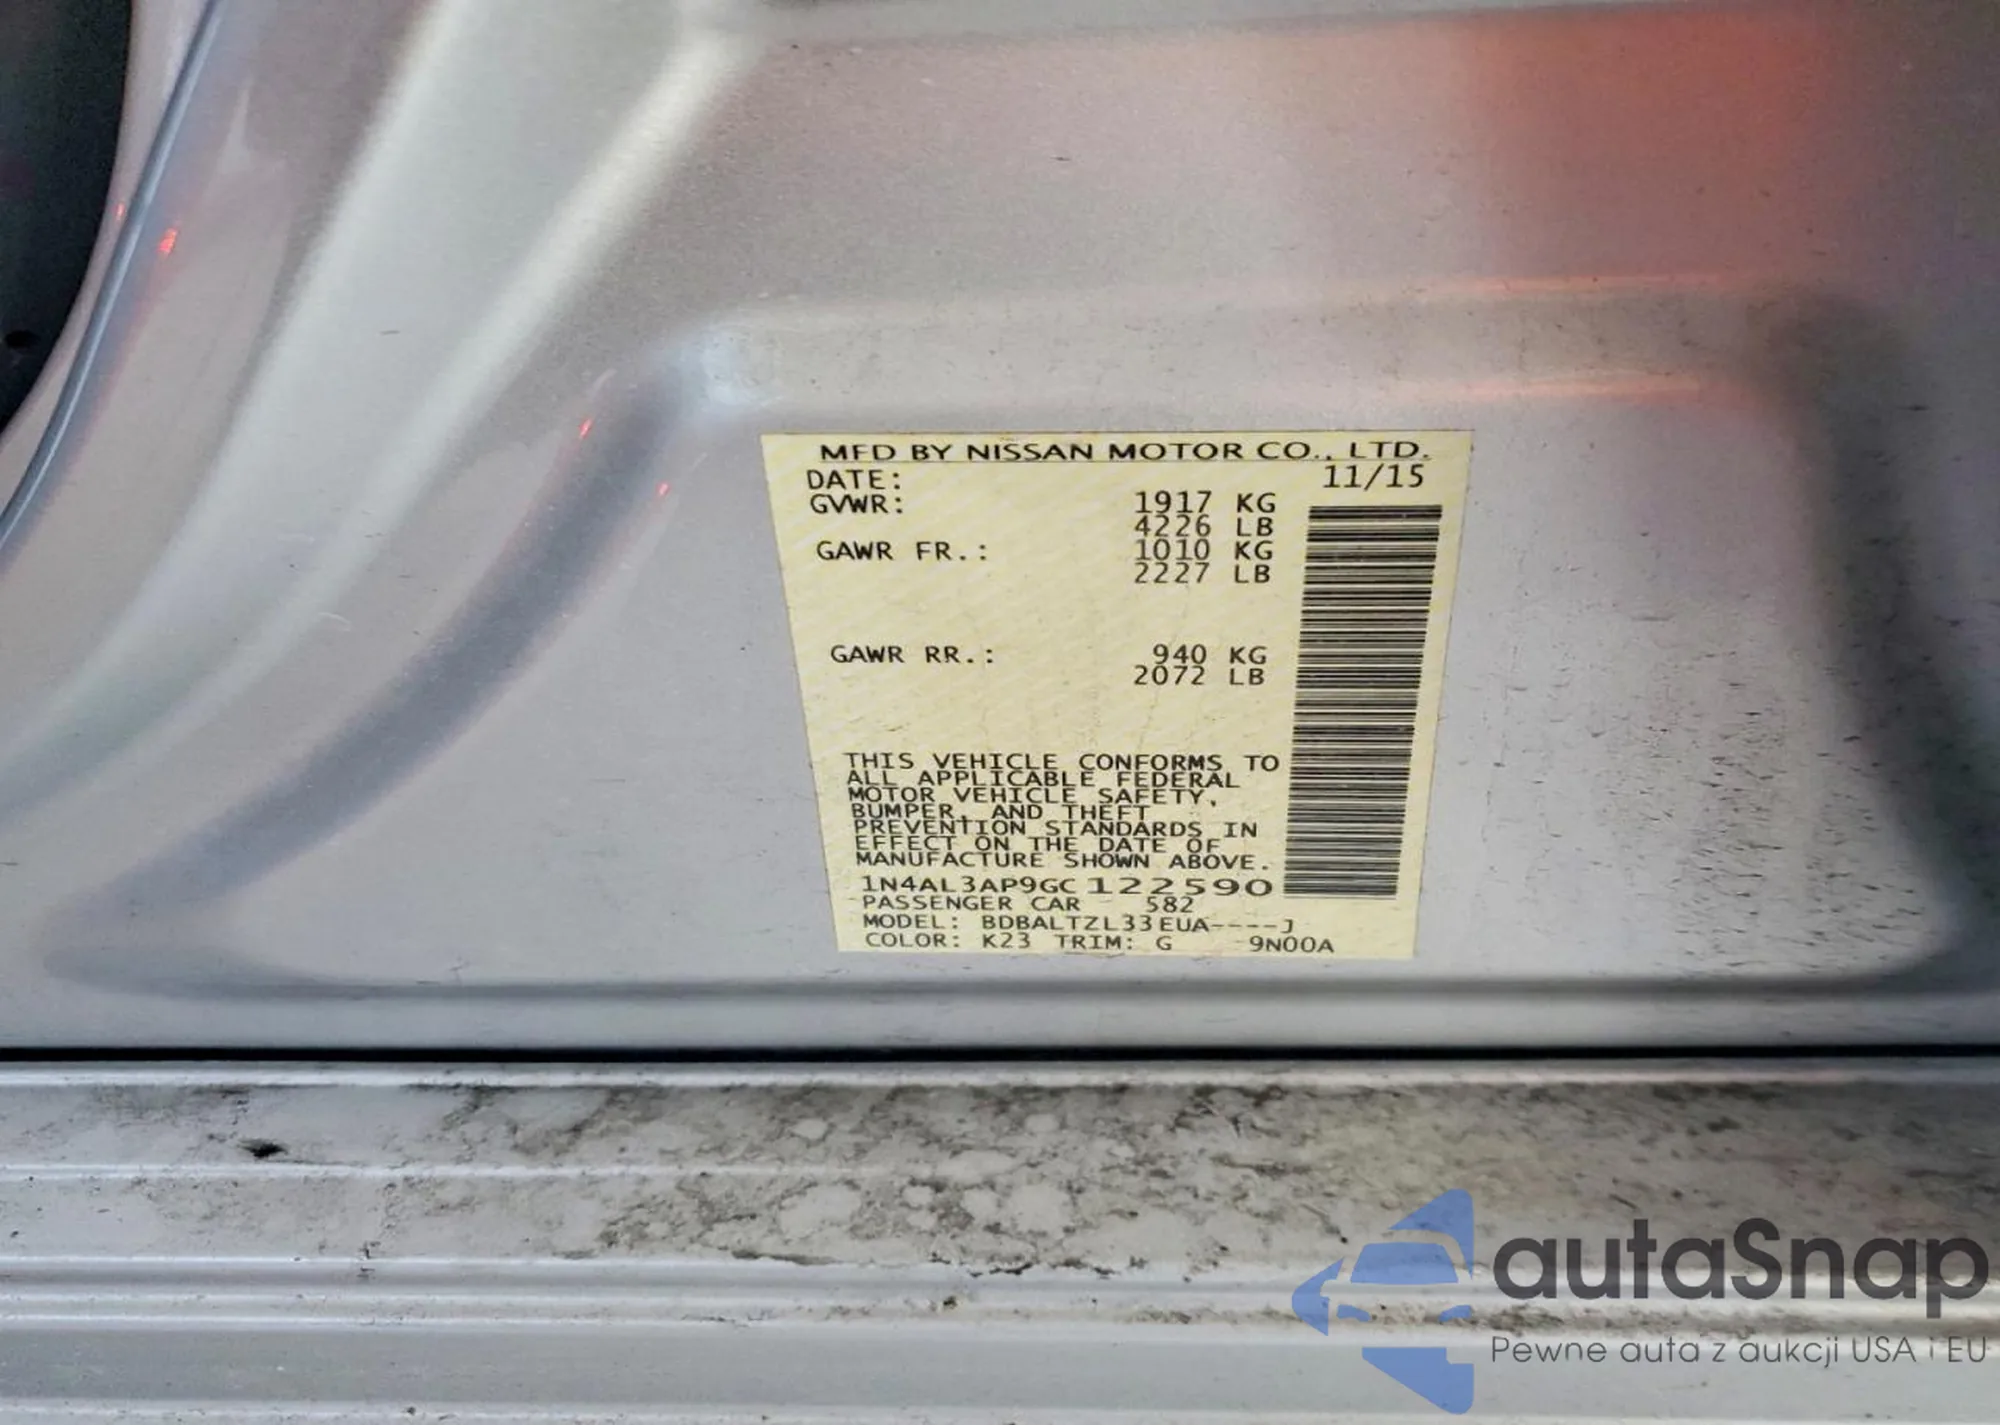 MFD BY NISSAN MOTOR CO., LTD.
DATE: 11/15
GVWR: 1917 KG
4226 LB
GAWR FR.: 1010 KG
2227 LB
GAWR RR.: 940 KG
2072 LB
THIS VEHICLE CONFORMS TO
ALL APPLICABLE FEDERAL
MOTOR VEHICLE SAFETY,
BUMPER, AND THEFT
PREVENTION STANDARDS IN
EFFECT ON THE DATE OF
MANUFACTURE SHOWN ABOVE.
1N4AL3AP9GC122590
PASSENGER CAR 582
MODEL: BDBALTZL33EUA----J
COLOR: K23 TRIM: G 9N00A
autaSnap
Pewne auta z aukcji USA i EU